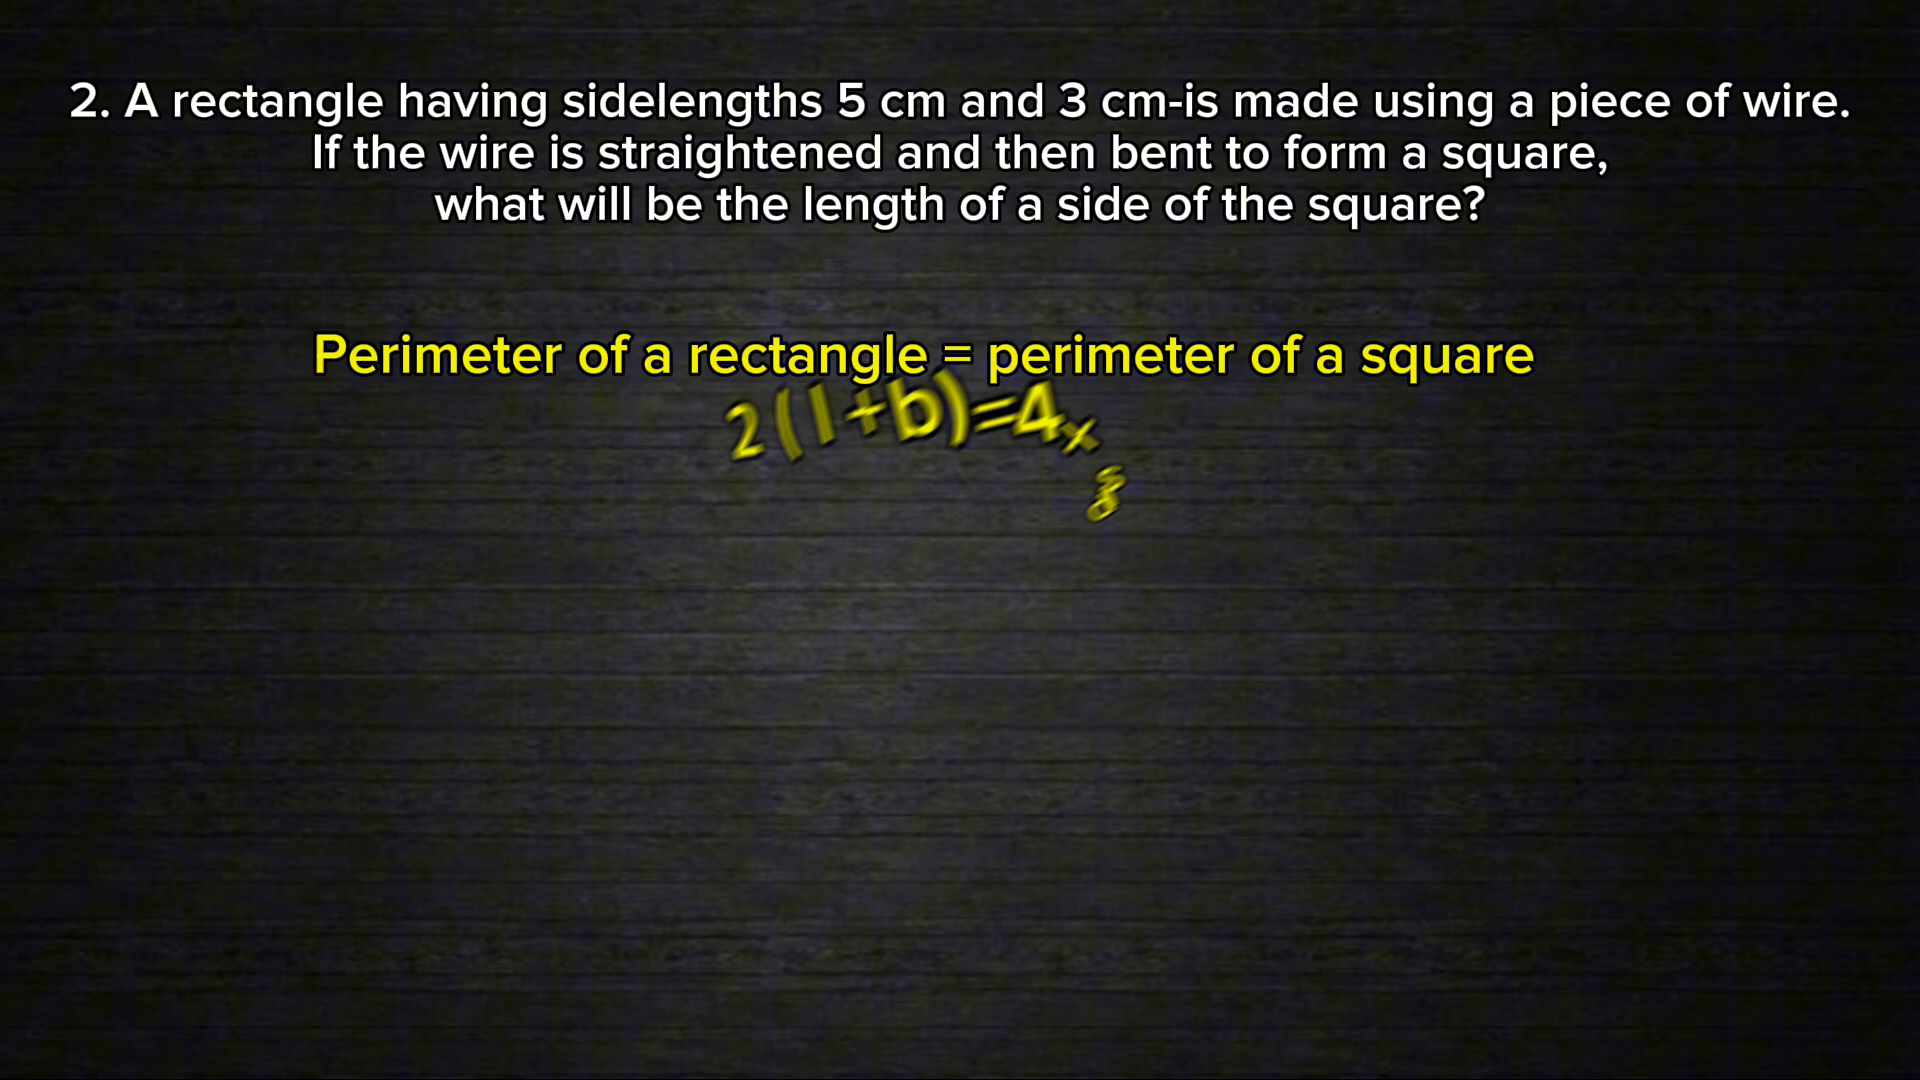 2. A rectangle having sidelengths 5 cm and 3 cm-is made using a piece of wire.
If the wire is straightened and then bent to form a square,
what will be the length of a side of the square?
Perimeter of a rectangle = perimeter of a square
2(l+b)=4×